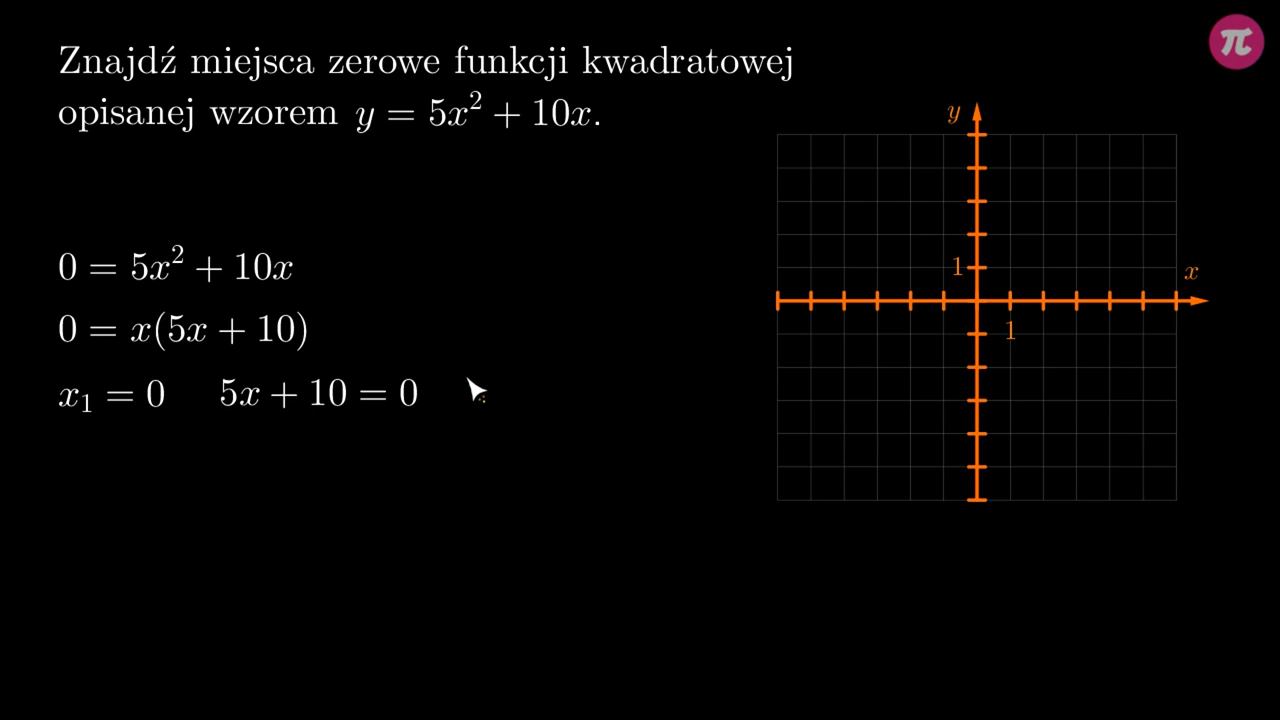 Znajdź miejsca zerowe funkcji kwadratowej
opisanej wzorem y = 5x² + 10x.
0 = 5x² + 10x
0 = x(5x + 10)
x₁ = 0 5x + 10 = 0
π
y
1
x
1